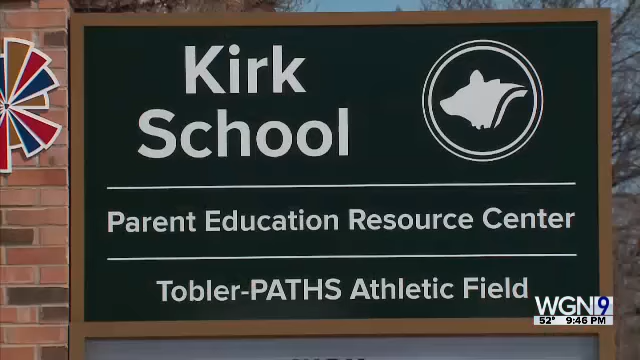 Kirk
School
Parent Education Resource Center
Tobler-PATHS Athletic Field
WGN9
52° 9:46 PM